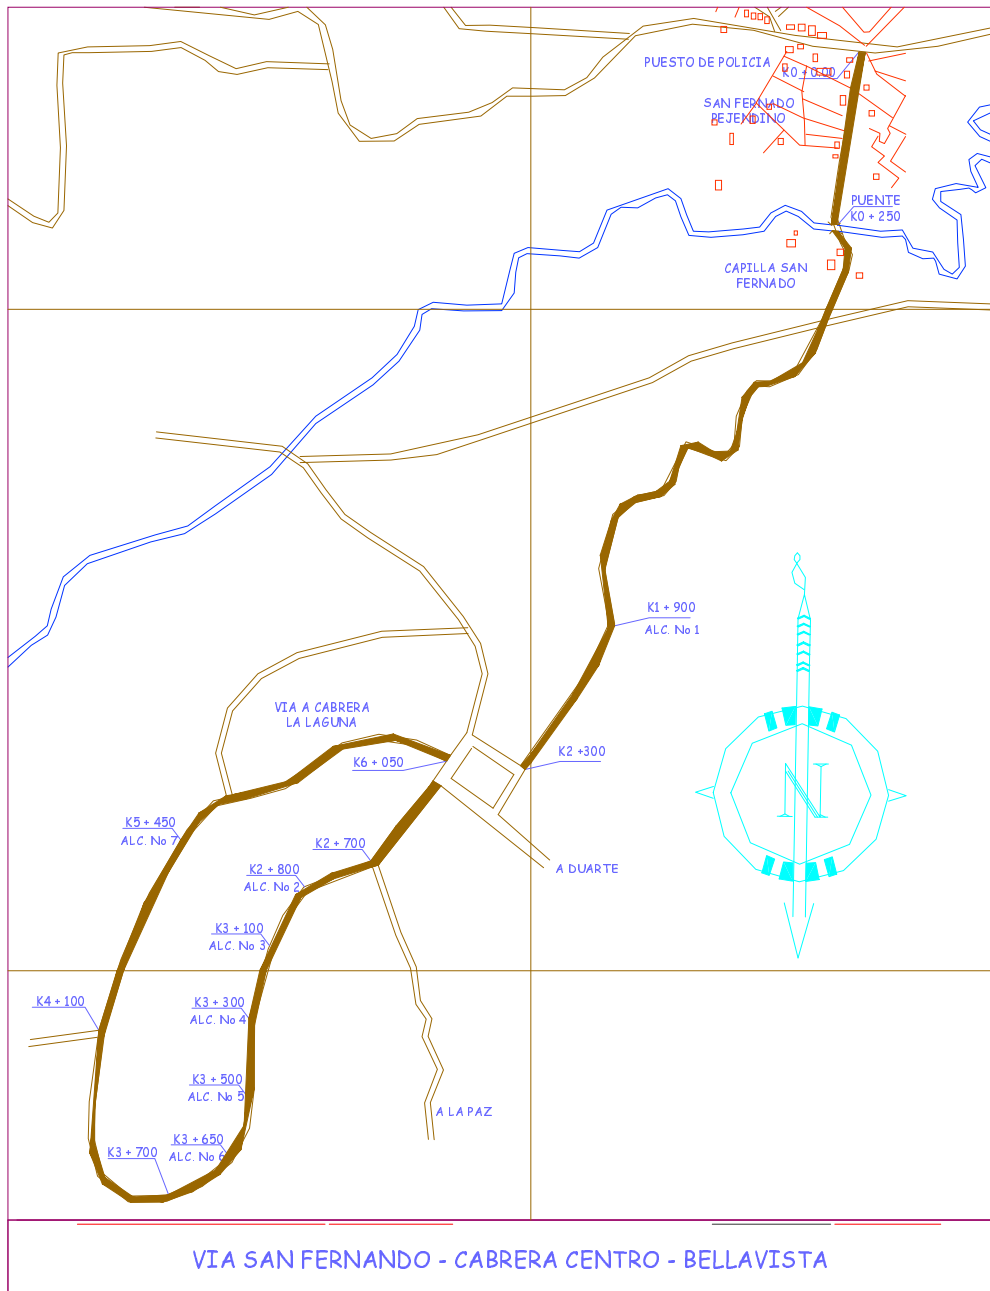 PUESTO DE POLICIA
K0 + 0.00
SAN FERNADO
PEJENDINO
PUENTE
K0 + 250
CAPILLA SAN
FERNADO
K1 + 900
ALC. No 1
N
VIA A CABRERA
LA LAGUNA
K6 + 050
K2 +300
K5 + 450
ALC. No 7
K2 + 700
K2 + 800
ALC. No 2
A DUARTE
K3 + 100
ALC. No 3
K4 + 100
K3 + 300
ALC. No 4
K3 + 500
ALC. No 5
A LA PAZ
K3 + 650
ALC. No 6
K3 + 700
VIA SAN FERNANDO - CABRERA CENTRO - BELLAVISTA